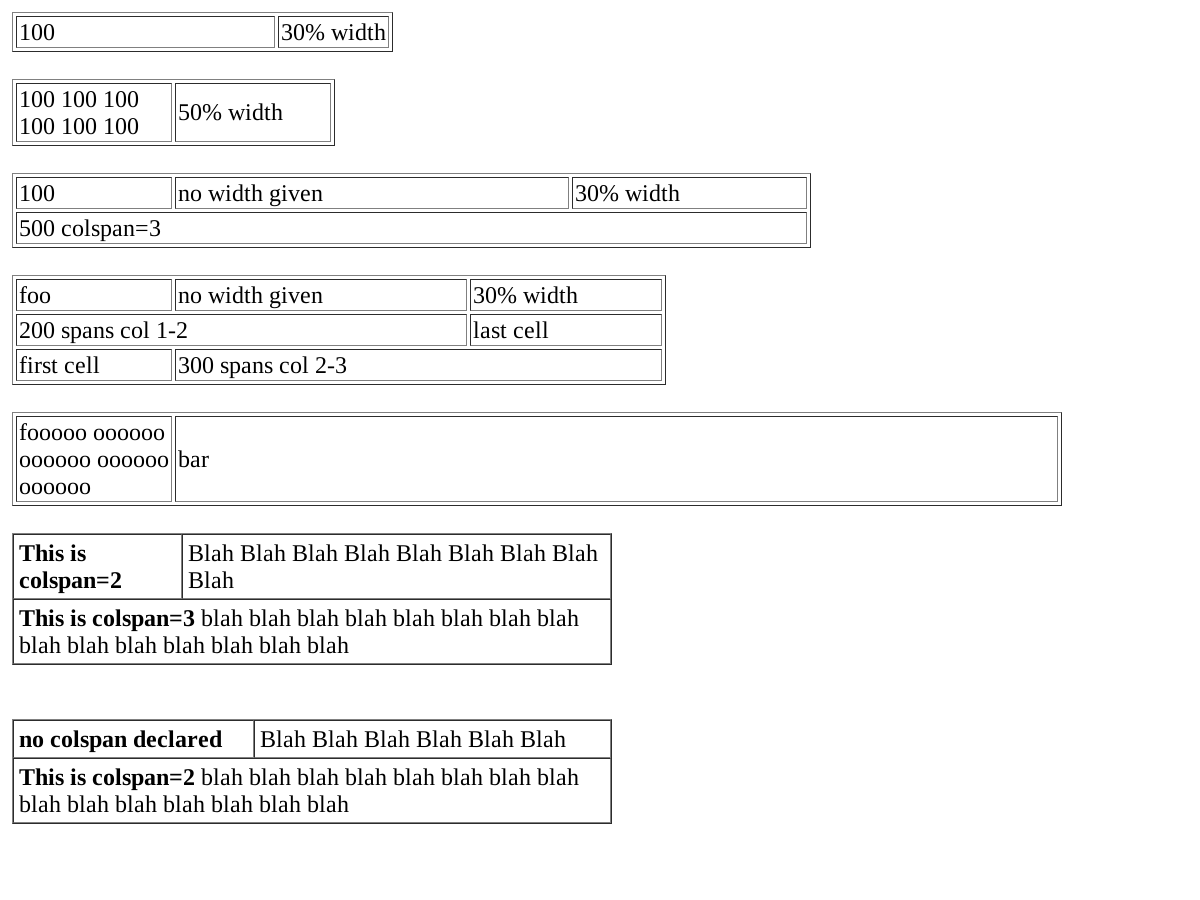 100 30% width
100 100 100
100 100 100 50% width
100 no width given 30% width
500 colspan=3
foo no width given 30% width
200 spans col 1-2 last cell
first cell 300 spans col 2-3
fooooo oooooo
oooooo oooooo bar
oooooo
This is Blah Blah Blah Blah Blah Blah Blah Blah
colspan=2 Blah
This is colspan=3 blah blah blah blah blah blah blah blah
blah blah blah blah blah blah blah
no colspan declared Blah Blah Blah Blah Blah Blah
This is colspan=2 blah blah blah blah blah blah blah blah
blah blah blah blah blah blah blah